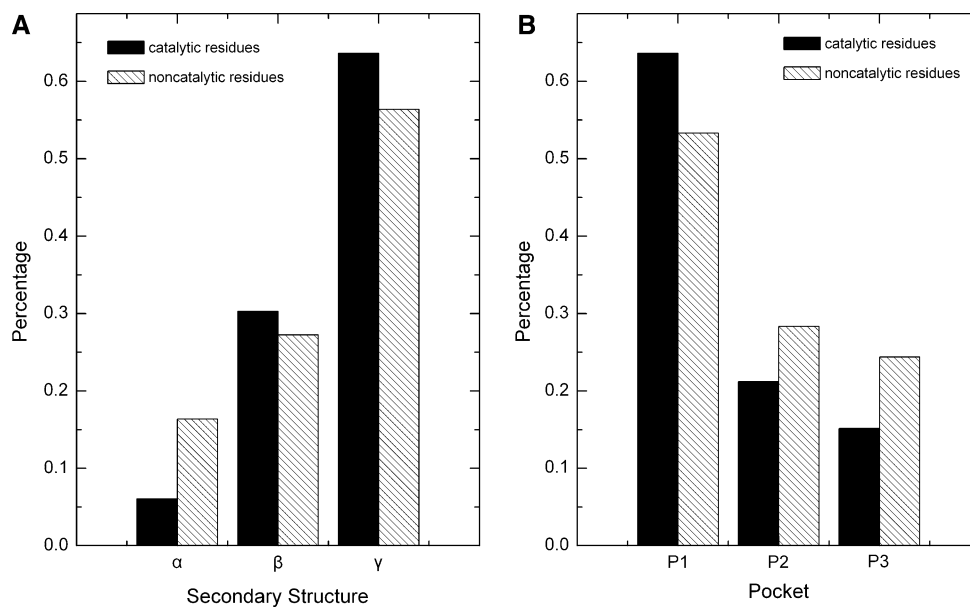 A
catalytic residues
noncatalytic residues
0.6
0.5
0.4
0.3
0.2
0.1
0.0
Percentage
α
β
γ
Secondary Structure
B
catalytic residues
noncatalytic residues
0.6
0.5
0.4
0.3
0.2
0.1
0.0
Percentage
P1
P2
P3
Pocket